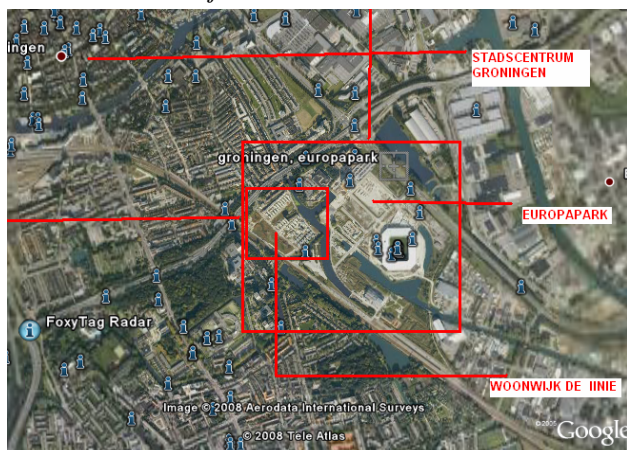 STADSCENTRUM
GRONINGEN
groningen, europapark
EUROPAPARK
FoxyTag Radar
WOONWIJK DE IINIE
Image © 2008 Aerodata International Surveys
© 2008 Tele Atlas
©2008 Google